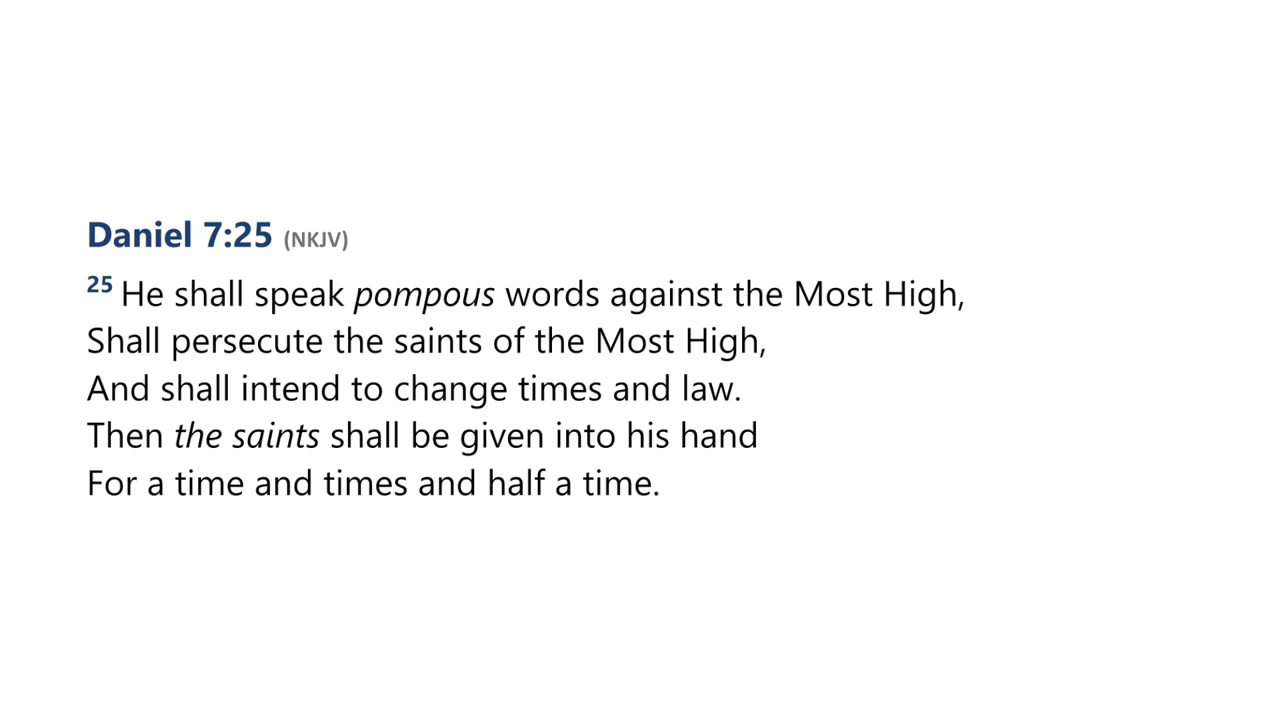 Daniel 7:25 (NKJV)
25 He shall speak pompous words against the Most High,
Shall persecute the saints of the Most High,
And shall intend to change times and law.
Then the saints shall be given into his hand
For a time and times and half a time.